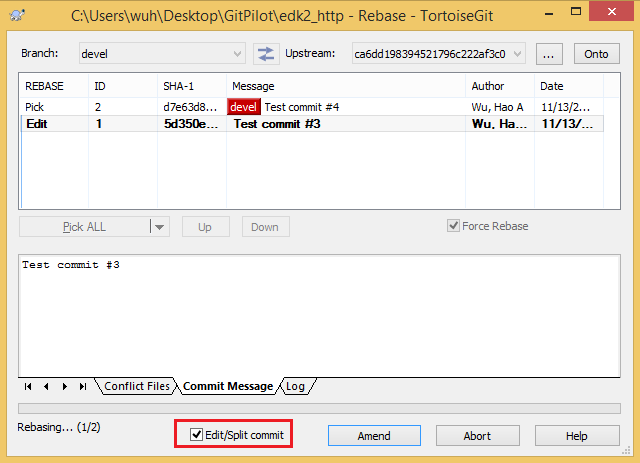 C:\Users\wuh\Desktop\GitPilot\edk2_http - Rebase - TortoiseGit
Branch: devel Upstream: ca6dd198394521796c222af3c0 ... Onto
REBASE ID SHA-1 Message Author Date
Pick 2 d7e63d8... devel Test commit #4 Wu, Hao A 11/13/2...
Edit 1 5d350e... Test commit #3 Wu, Ha... 11/13/...
Pick ALL Up Down Force Rebase
Test commit #3
Conflict Files Commit Message Log
Rebasing... (1/2)
Edit/Split commit Amend Abort Help